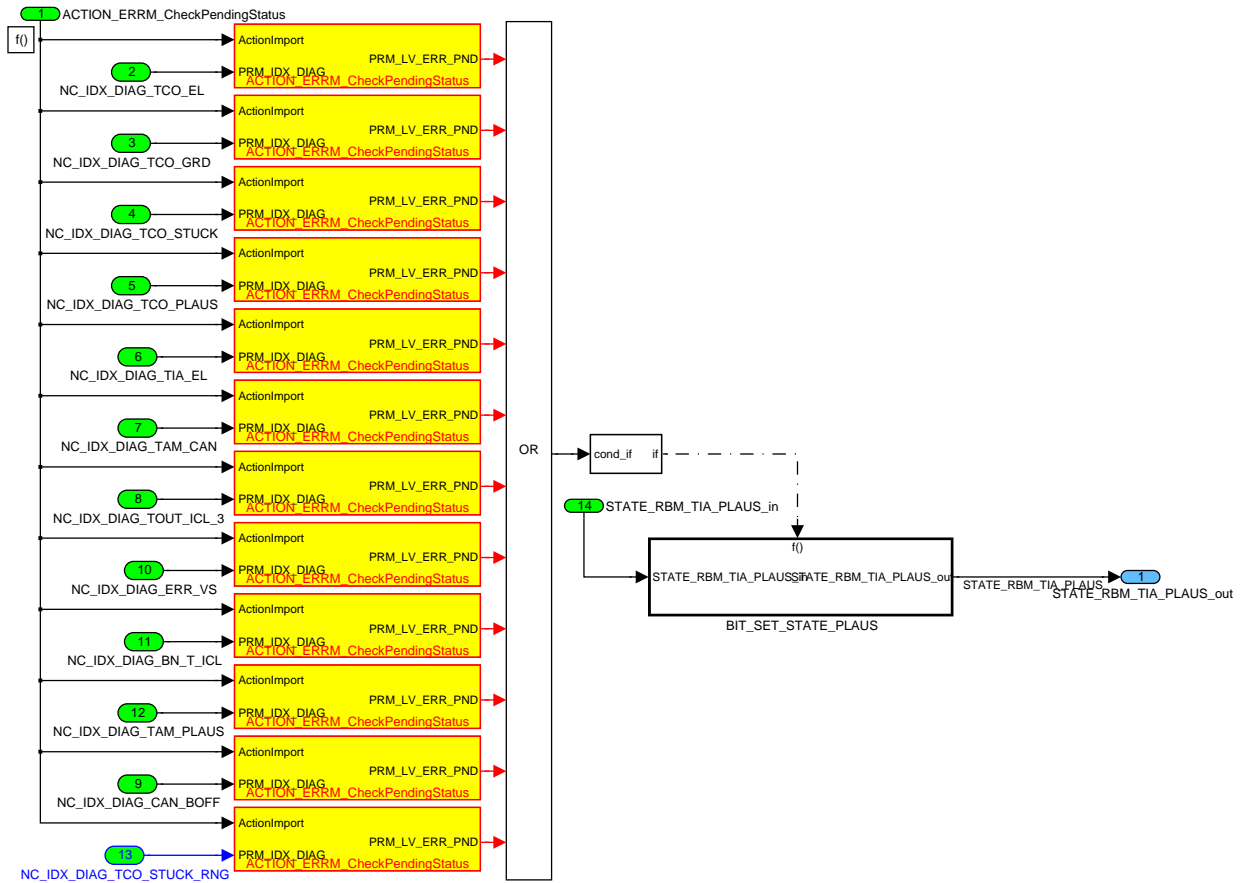 1 ACTION_ERRM_CheckPendingStatus
f()
ActionImport
PRM_LV_ERR_PND
2 PRM_IDX_DIAG
ACTION_ERRM_CheckPendingStatus
NC_IDX_DIAG_TCO_EL
ActionImport
PRM_LV_ERR_PND
3 PRM_IDX_DIAG
ACTION_ERRM_CheckPendingStatus
NC_IDX_DIAG_TCO_GRD
ActionImport
PRM_LV_ERR_PND
4 PRM_IDX_DIAG
ACTION_ERRM_CheckPendingStatus
NC_IDX_DIAG_TCO_STUCK
ActionImport
PRM_LV_ERR_PND
5 PRM_IDX_DIAG
ACTION_ERRM_CheckPendingStatus
NC_IDX_DIAG_TCO_PLAUS
ActionImport
PRM_LV_ERR_PND
6 PRM_IDX_DIAG
ACTION_ERRM_CheckPendingStatus
NC_IDX_DIAG_TIA_EL
ActionImport
PRM_LV_ERR_PND
7 PRM_IDX_DIAG
ACTION_ERRM_CheckPendingStatus
NC_IDX_DIAG_TAM_CAN
ActionImport
PRM_LV_ERR_PND
8 PRM_IDX_DIAG
ACTION_ERRM_CheckPendingStatus
NC_IDX_DIAG_TOUT_ICL_3
ActionImport
PRM_LV_ERR_PND
10 PRM_IDX_DIAG
ACTION_ERRM_CheckPendingStatus
NC_IDX_DIAG_ERR_VS
ActionImport
PRM_LV_ERR_PND
11 PRM_IDX_DIAG
ACTION_ERRM_CheckPendingStatus
NC_IDX_DIAG_BN_T_ICL
ActionImport
PRM_LV_ERR_PND
12 PRM_IDX_DIAG
ACTION_ERRM_CheckPendingStatus
NC_IDX_DIAG_TAM_PLAUS
ActionImport
PRM_LV_ERR_PND
9 PRM_IDX_DIAG
ACTION_ERRM_CheckPendingStatus
NC_IDX_DIAG_CAN_BOFF
ActionImport
PRM_LV_ERR_PND
13 PRM_IDX_DIAG
ACTION_ERRM_CheckPendingStatus
NC_IDX_DIAG_TCO_STUCK_RNG
OR
cond_if if
14 STATE_RBM_TIA_PLAUS_in
f()
STATE_RBM_TIA_PLAUS_in STATE_RBM_TIA_PLAUS_out
BIT_SET_STATE_PLAUS
STATE_RBM_TIA_PLAUS
1
STATE_RBM_TIA_PLAUS_out